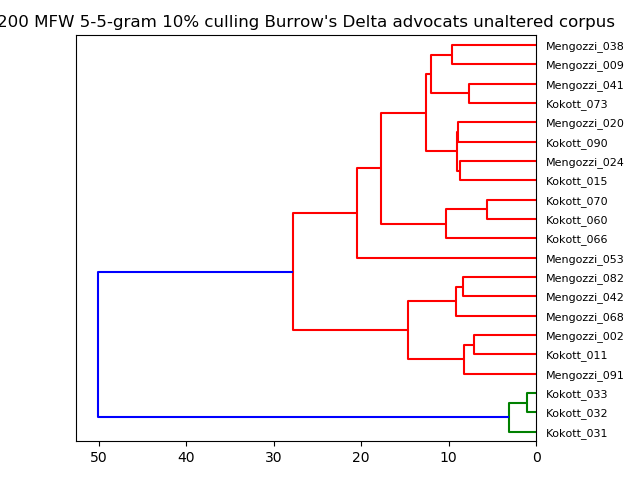 200 MFW 5-5-gram 10% culling Burrow's Delta advocats unaltered corpus
Mengozzi_038
Mengozzi_009
Mengozzi_041
Kokott_073
Mengozzi_020
Kokott_090
Mengozzi_024
Kokott_015
Kokott_070
Kokott_060
Kokott_066
Mengozzi_053
Mengozzi_082
Mengozzi_042
Mengozzi_068
Mengozzi_002
Kokott_011
Mengozzi_091
Kokott_033
Kokott_032
Kokott_031
50 40 30 20 10 0